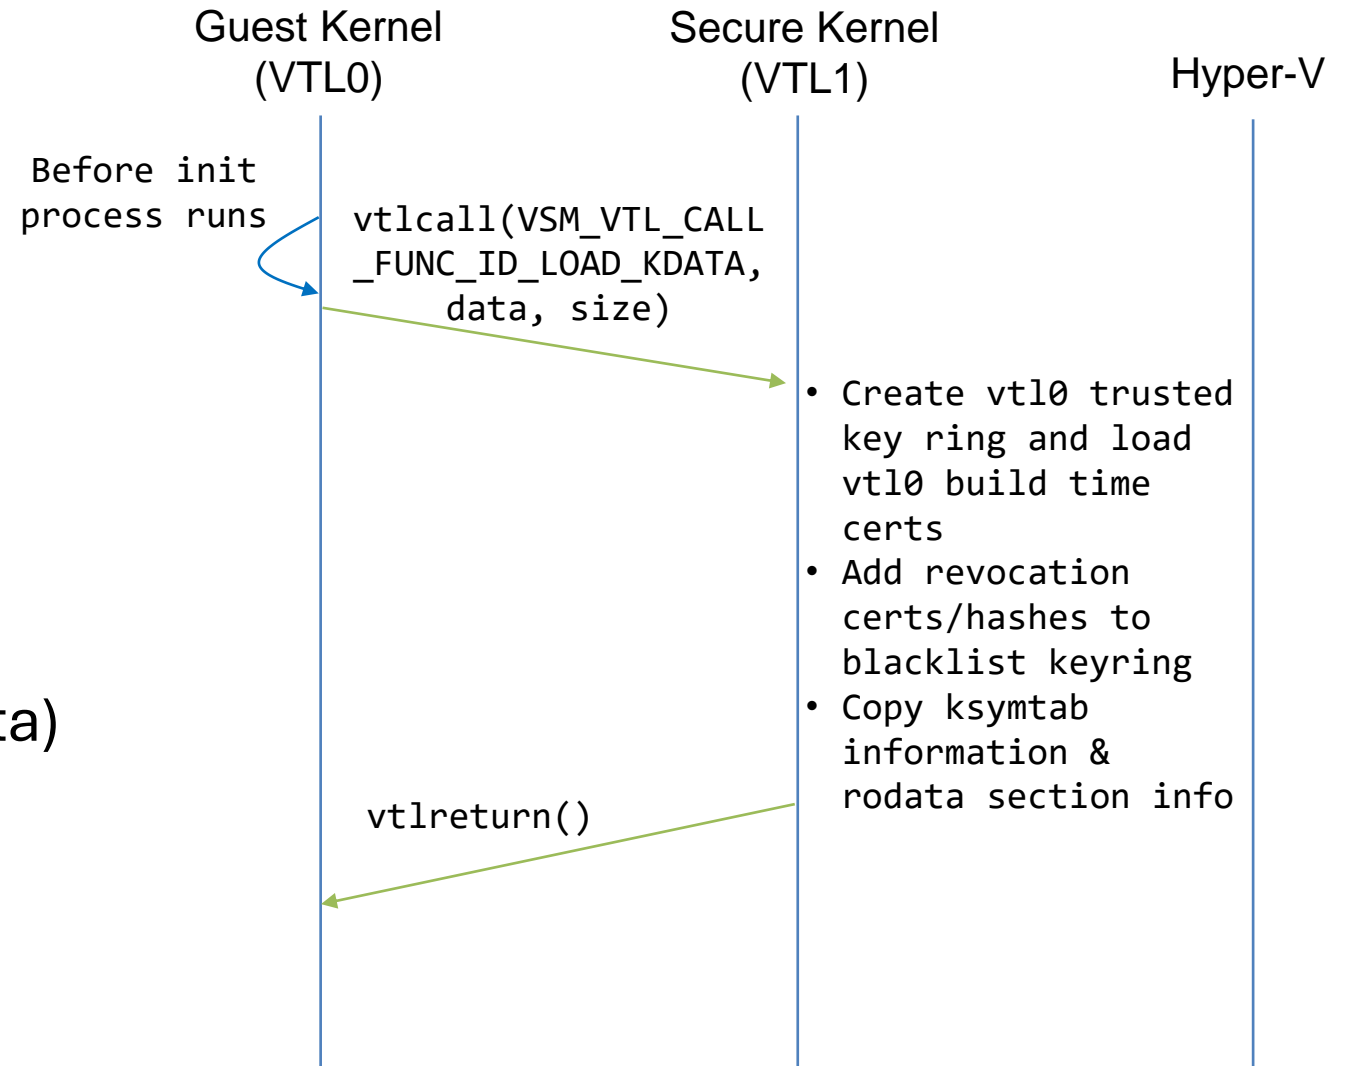 Guest Kernel
(VTL0)
Secure Kernel
(VTL1)
Hyper-V
Before init
process runs
vtlcall(VSM_VTL_CALL
_FUNC_ID_LOAD_KDATA,
data, size)
• Create vtl0 trusted
key ring and load
vtl0 build time
certs
• Add revocation
certs/hashes to
blacklist keyring
• Copy ksymtab
information &
rodata section info
ta)
vtlreturn()